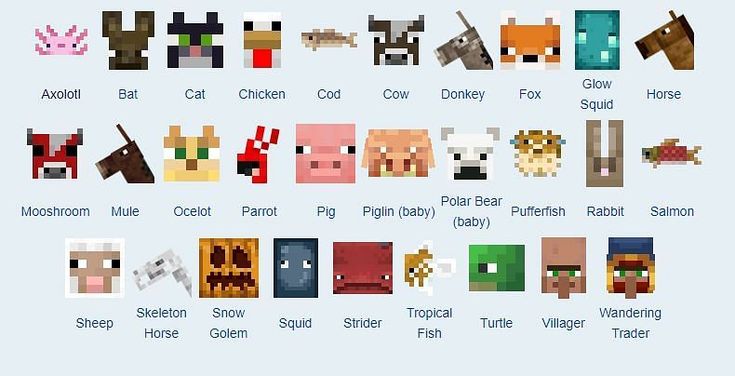 Axolotl Bat Cat Chicken Cod Cow Donkey Fox Glow Squid Horse
Mooshroom Mule Ocelot Parrot Pig Piglin (baby) Polar Bear (baby) Pufferfish Rabbit Salmon
Sheep Skeleton Horse Snow Golem Squid Strider Tropical Fish Turtle Villager Wandering Trader